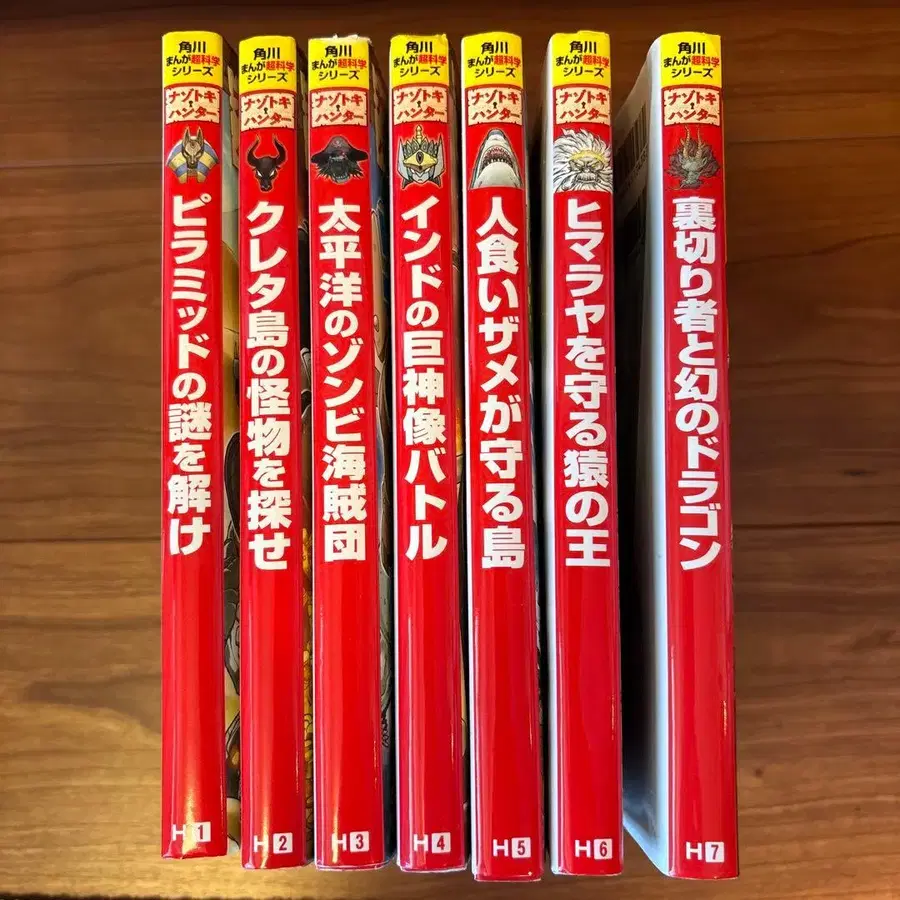 角川
まんが超科学
シリーズ
ナゾトキ
ハンター
ピラミッドの謎を解け
H1
角川
まんが超科学
シリーズ
ナゾトキ
ハンター
クレタ島の怪物を探せ
H2
角川
まんが超科学
シリーズ
ナゾトキ
ハンター
太平洋のゾンビ海賊団
H3
角川
まんが超科学
シリーズ
ナゾトキ
ハンター
インドの巨神像バトル
H4
角川
まんが超科学
シリーズ
ナゾトキ
ハンター
人食いザメが守る島
H5
角川
まんが超科学
シリーズ
ナゾトキ
ハンター
ヒマラヤを守る猿の王
H6
角川
まんが超科学
シリーズ
ナゾトキ
ハンター
裏切り者と幻のドラゴン
H7